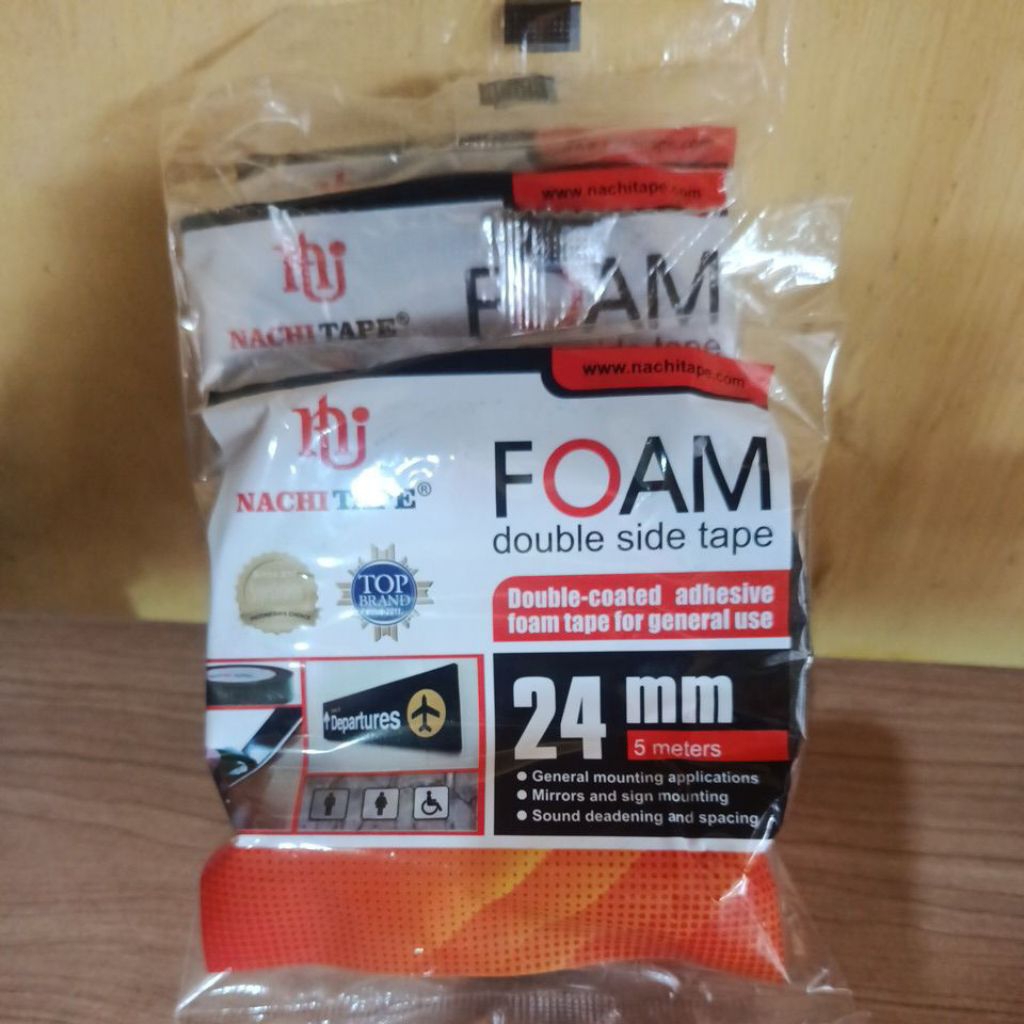 www.nachitape.com
NACHI TAPE®
FOAM
side tape
www.nachitape.com
NACHI TAPE®
FOAM
double side tape
TOP
BRAND
Double-coated adhesive
foam tape for general use
Departures
24 mm
5 meters
General mounting applications
Mirrors and sign mounting
Sound deadening and spacing